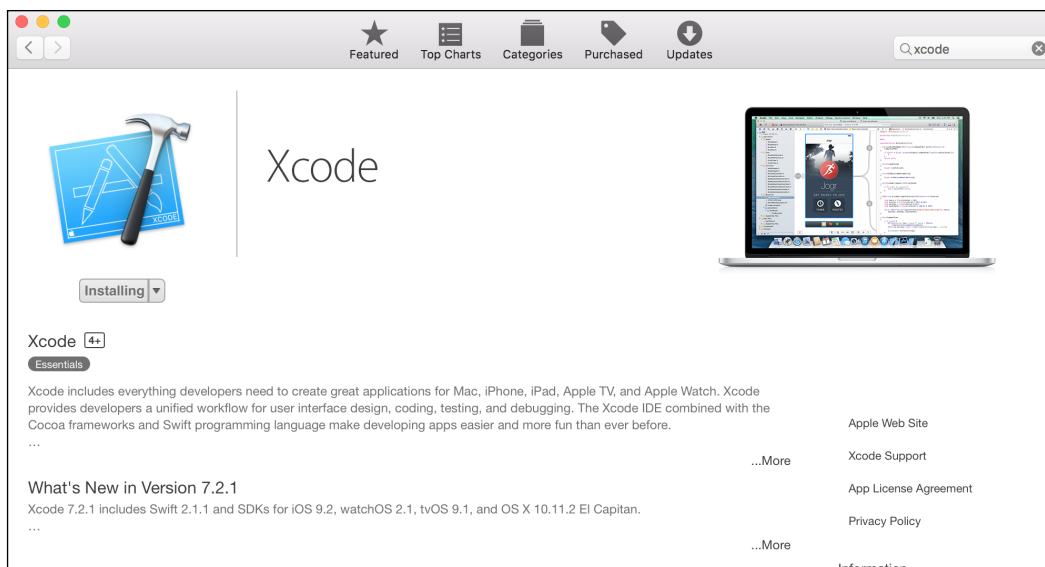 Featured
Top Charts
Categories
Purchased
Updates
xcode
XCODE
Xcode
Jogr
Installing
Xcode 4+
Essentials
Xcode includes everything developers need to create great applications for Mac, iPhone, iPad, Apple TV, and Apple Watch. Xcode
provides developers a unified workflow for user interface design, coding, testing, and debugging. The Xcode IDE combined with the
Cocoa frameworks and Swift programming language make developing apps easier and more fun than ever before.
...
...More
What's New in Version 7.2.1
Xcode 7.2.1 includes Swift 2.1.1 and SDKs for iOS 9.2, watchOS 2.1, tvOS 9.1, and OS X 10.11.2 El Capitan.
...
...More
Apple Web Site
Xcode Support
App License Agreement
Privacy Policy